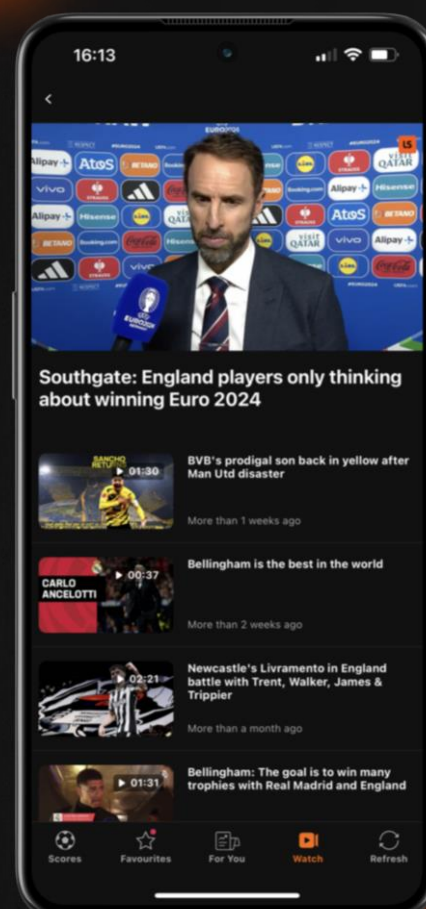 16:13
EURO2024
LS
Alipay
AtoS
BETANO
Booking.com
VISIT
QATAR
vivo
Hisense
Coca-Cola
LIDL
UEFA
EURO2024
Southgate: England players only thinking
about winning Euro 2024
SANCHO
RETURNS
01:30
BVB's prodigal son back in yellow after
Man Utd disaster
More than 1 weeks ago
CARLO
ANCELOTTI
00:37
Bellingham is the best in the world
More than 2 weeks ago
02:21
Newcastle's Livramento in England
battle with Trent, Walker, James &
Trippier
More than a month ago
01:31
Bellingham: The goal is to win many
trophies with Real Madrid and England
Scores
Favourites
For You
Watch
Refresh